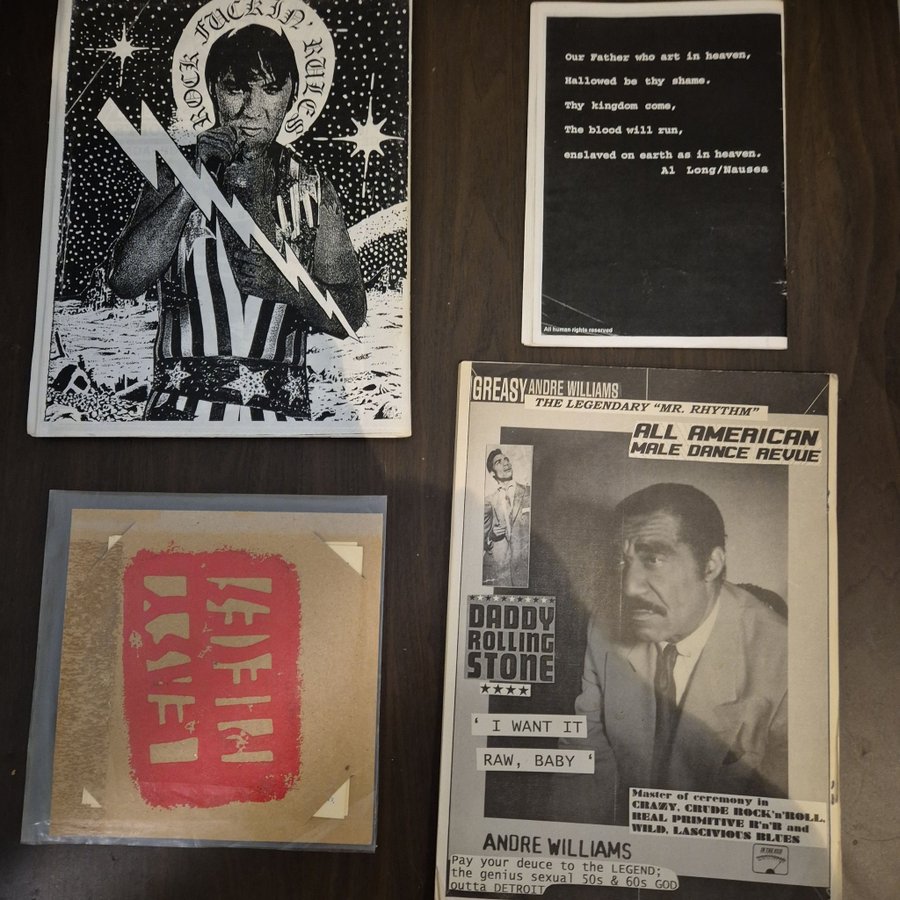 ROCK FUCKIN' RULES
Our Father who art in heaven,
Hallowed be thy shame.
Thy kingdom come,
The blood will run,
enslaved on earth as in heaven.
Al Long/Nausea
All human rights reserved
GREASY ANDRE WILLIAMS
THE LEGENDARY "MR. RHYTHM"
ALL AMERICAN
MALE DANCE REVUE
DADDY
ROLLING
STONE
' I WANT IT
RAW, BABY '
Master of ceremony in
CRAZY, CRUDE ROCK'n'ROLL,
REAL PRIMITIVE R'n'B and
WILD, LASCIVIOUS BLUES
IN THE RED
ANDRE WILLIAMS
Pay your deuce to the LEGEND;
the genius sexual 50s & 60s GOD
outta DETROIT